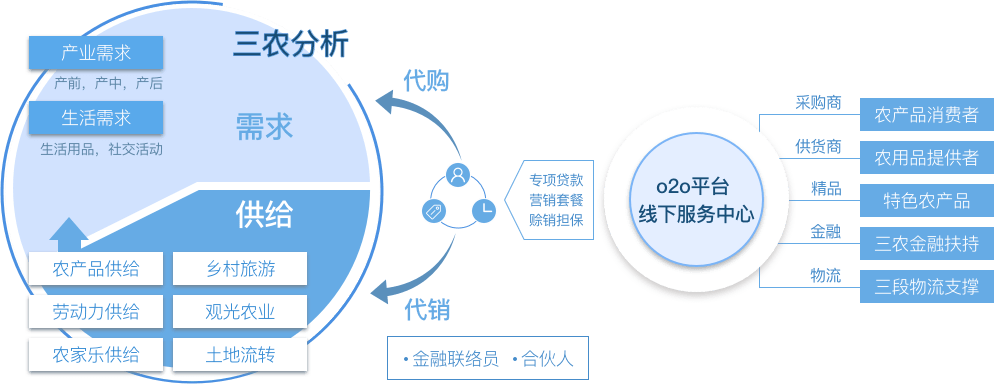 三农分析
产业需求
产前，产中，产后
生活需求
生活用品，社交活动
需求
供给
农产品供给
乡村旅游
劳动力供给
观光农业
农家乐供给
土地流转
代购
代销
专项贷款
营销套餐
赊销担保
• 金融联络员 • 合伙人
o2o平台
线下服务中心
采购商
农产品消费者
供货商
农用品提供者
精品
特色农产品
金融
三农金融扶持
物流
三段物流支撑